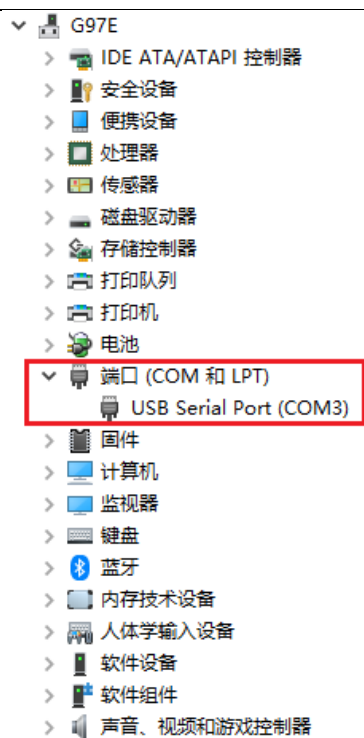 G97E
IDE ATA/ATAPI 控制器
安全设备
便携设备
处理器
传感器
磁盘驱动器
存储控制器
打印队列
打印机
电池
端口 (COM 和 LPT)
USB Serial Port (COM3)
固件
计算机
监视器
键盘
蓝牙
内存技术设备
人体学输入设备
软件设备
软件组件
声音、视频和游戏控制器